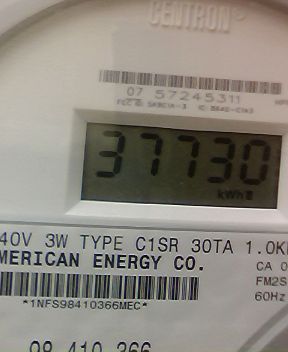 CENTRON
07 57245311
37730
kWh
40V 3W TYPE C1SR 30TA 1.0K
MERICAN ENERGY CO.
CA 0
FM2S
*1NFS98410366MEC*
60Hz
98 410 366